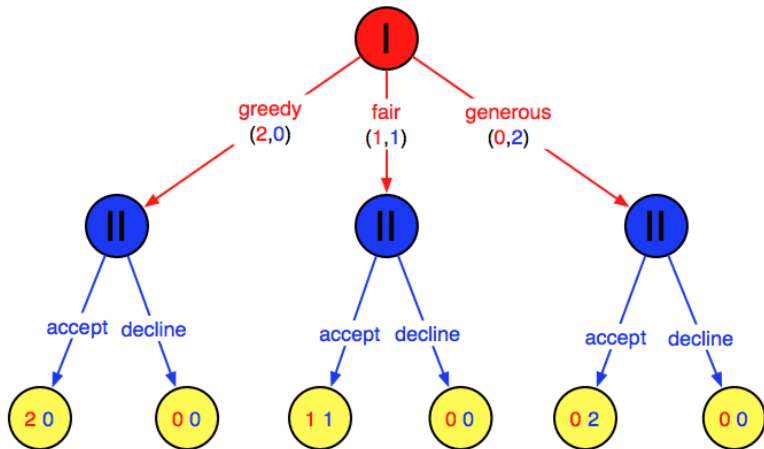 I
greedy
(2,0)
fair
(1,1)
generous
(0,2)
II
II
II
accept
decline
accept
decline
accept
decline
2 0
0 0
1 1
0 0
0 2
0 0